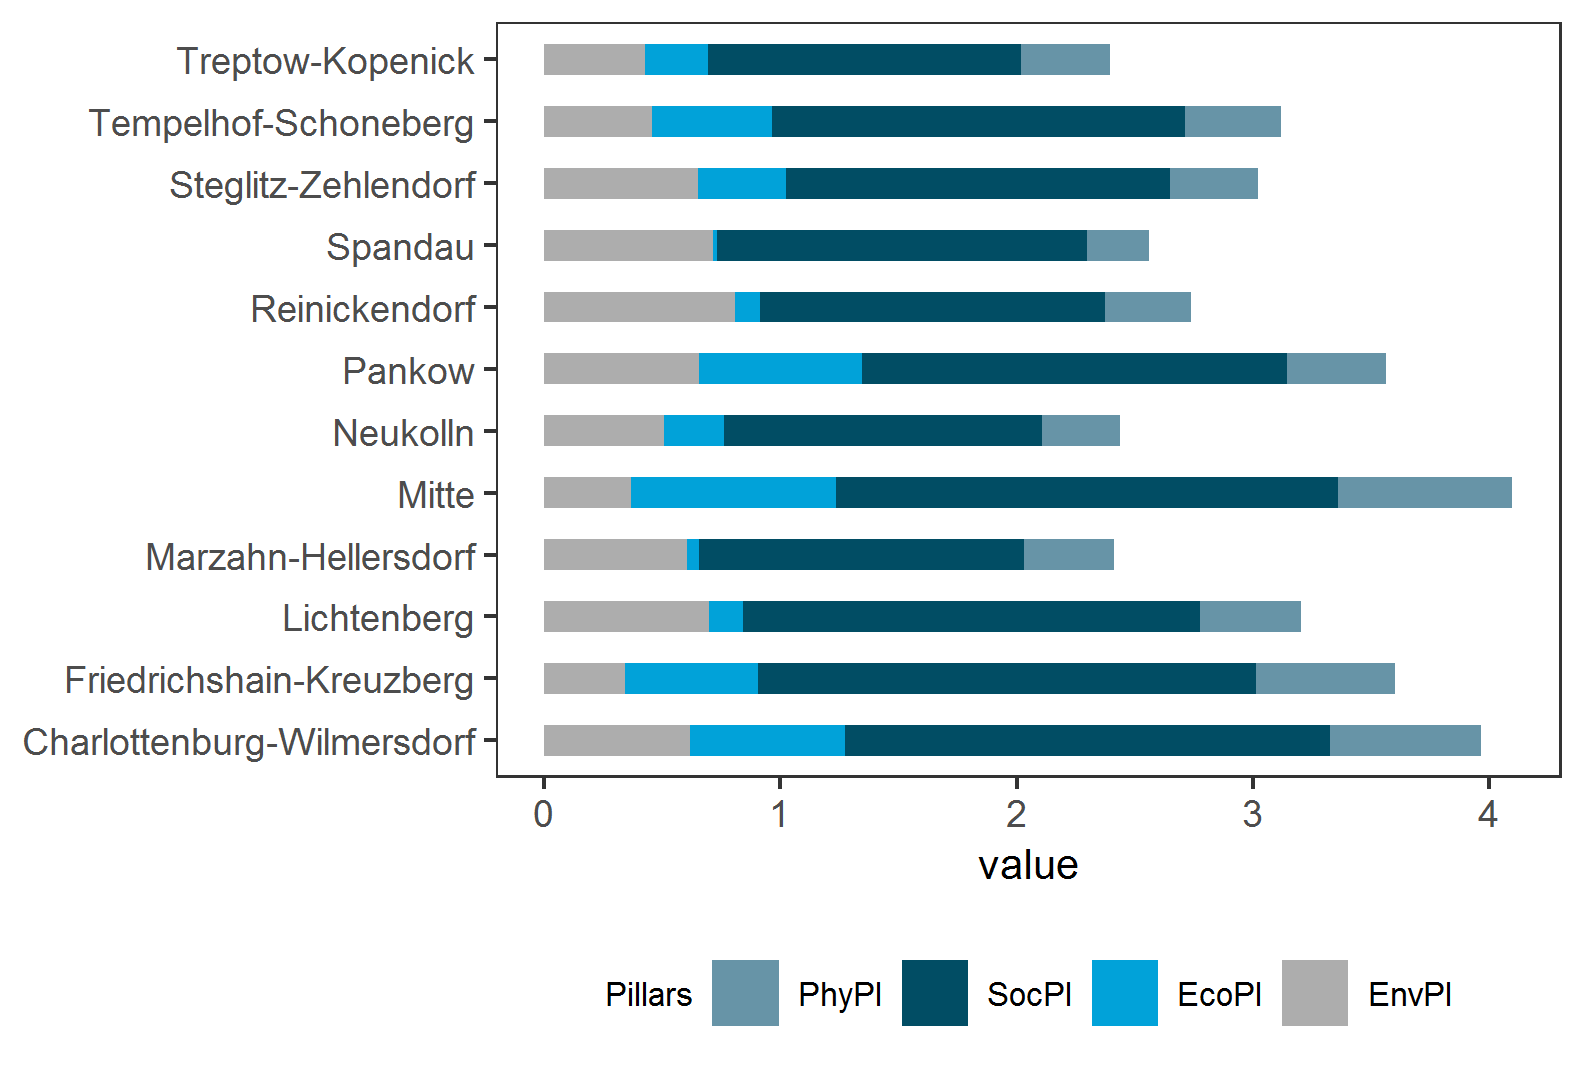 Treptow-Kopenick
Tempelhof-Schoneberg
Steglitz-Zehlendorf
Spandau
Reinickendorf
Pankow
Neukolln
Mitte
Marzahn-Hellersdorf
Lichtenberg
Friedrichshain-Kreuzberg
Charlottenburg-Wilmersdorf
0 1 2 3 4
value
Pillars PhyPI SocPI EcoPI EnvPI